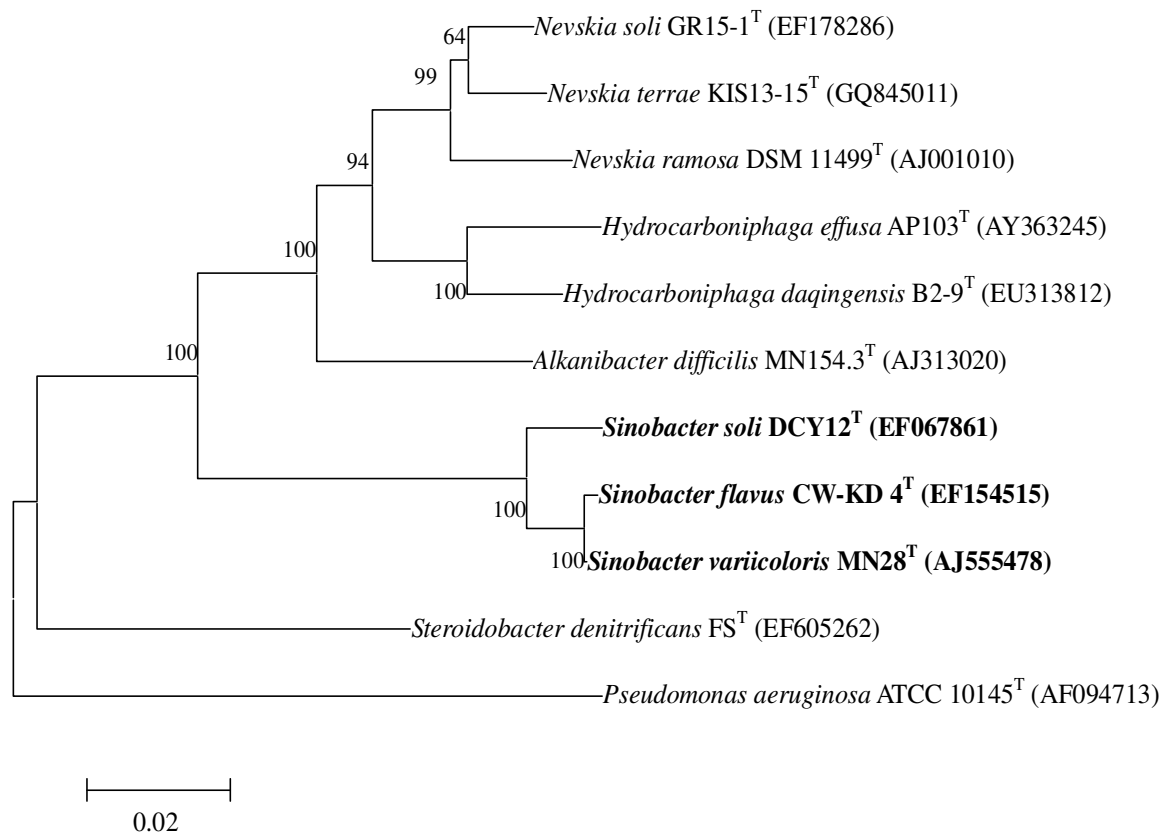 64
Nevskia soli GR15-1T (EF178286)
99
Nevskia terrae KIS13-15T (GQ845011)
94
Nevskia ramosa DSM 11499T (AJ001010)
100
Hydrocarboniphaga effusa AP103T (AY363245)
100
Hydrocarboniphaga daqingensis B2-9T (EU313812)
100
Alkanibacter difficilis MN154.3T (AJ313020)
Sinobacter soli DCY12T (EF067861)
100
Sinobacter flavus CW-KD 4T (EF154515)
100
Sinobacter variicoloris MN28T (AJ555478)
Steroidobacter denitrificans FST (EF605262)
Pseudomonas aeruginosa ATCC 10145T (AF094713)
0.02